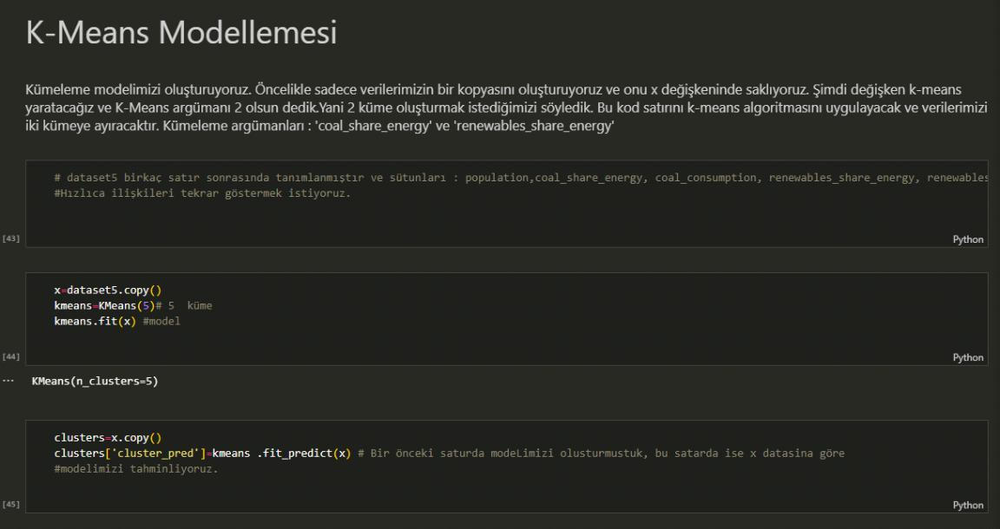 K-Means Modellemesi
Kümeleme modelimizi oluşturuyoruz. Öncelikle sadece verilerimizin bir kopyasını oluşturuyoruz ve onu x değişkeninde saklıyoruz. Şimdi değişken k-means
yaratacağız ve K-Means argümanı 2 olsun dedik.Yani 2 küme oluşturmak istediğimizi söyledik. Bu kod satırını k-means algoritmasını uygulayacak ve verilerimizi
iki kümeye ayıracaktır. Kümeleme argümanları : 'coal_share_energy' ve 'renewables_share_energy'
# dataset5 birkaç satır sonrasında tanımlanmıştır ve sütunları : population,coal_share_energy, coal_consumption, renewables_share_energy, renewables
#Hızlıca ilişkileri tekrar göstermek istiyoruz.
[43]
Python
x=dataset5.copy()
kmeans=KMeans(5)# 5  küme
kmeans.fit(x) #model
[44]
Python
... KMeans(n_clusters=5)
clusters=x.copy()
clusters['cluster_pred']=kmeans .fit_predict(x) # Bir önceki saturda modeLimizi olusturmustuk, bu satarda ise x datasina göre
#modelimizi tahminliyoruz.
[45]
Python